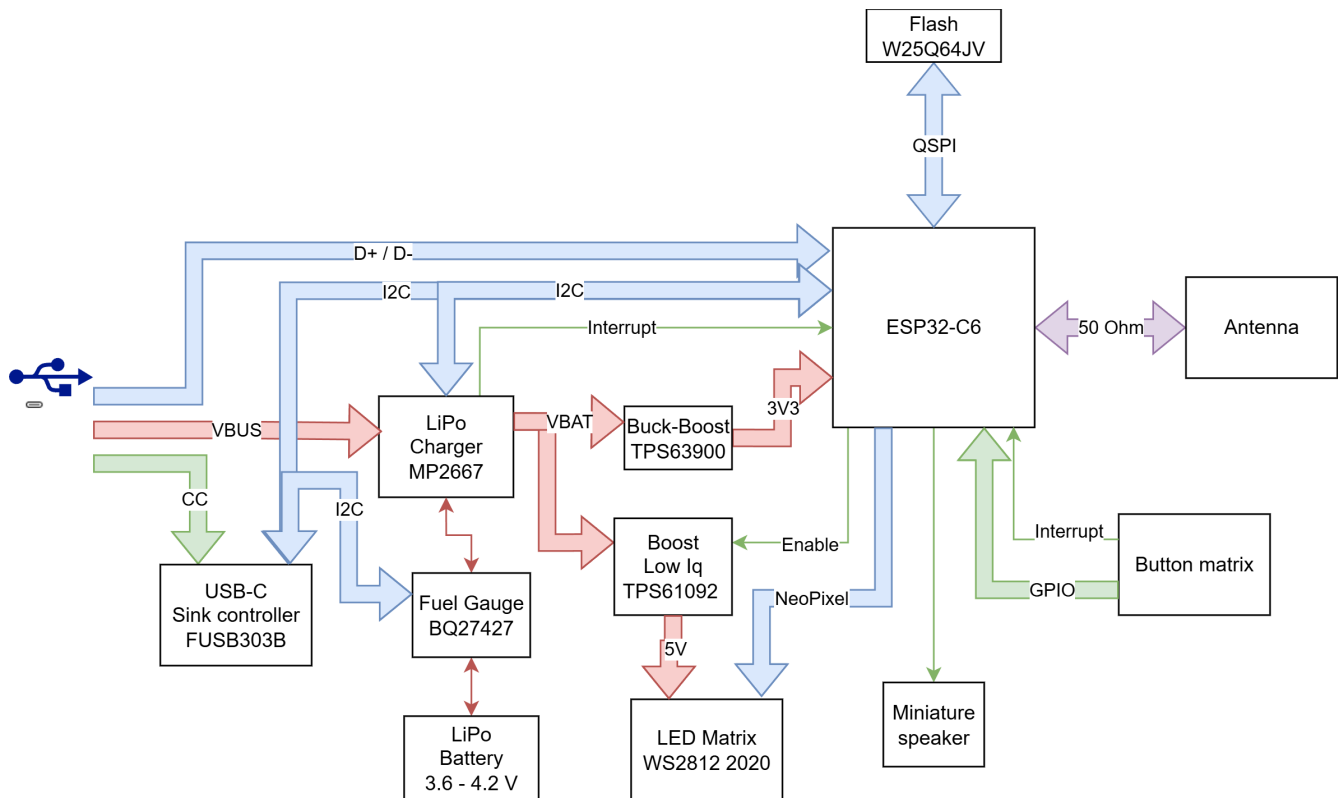 Flash
W25Q64JV
QSPI
D+ / D-
I2C
I2C
Interrupt
ESP32-C6
50 Ohm
Antenna
VBUS
LiPo
Charger
MP2667
VBAT
Buck-Boost
TPS63900
3V3
CC
I2C
Boost
Low Iq
TPS61092
Enable
Interrupt
Button matrix
GPIO
USB-C
Sink controller
FUSB303B
Fuel Gauge
BQ27427
NeoPixel
5V
LiPo
Battery
3.6 - 4.2 V
LED Matrix
WS2812 2020
Miniature
speaker